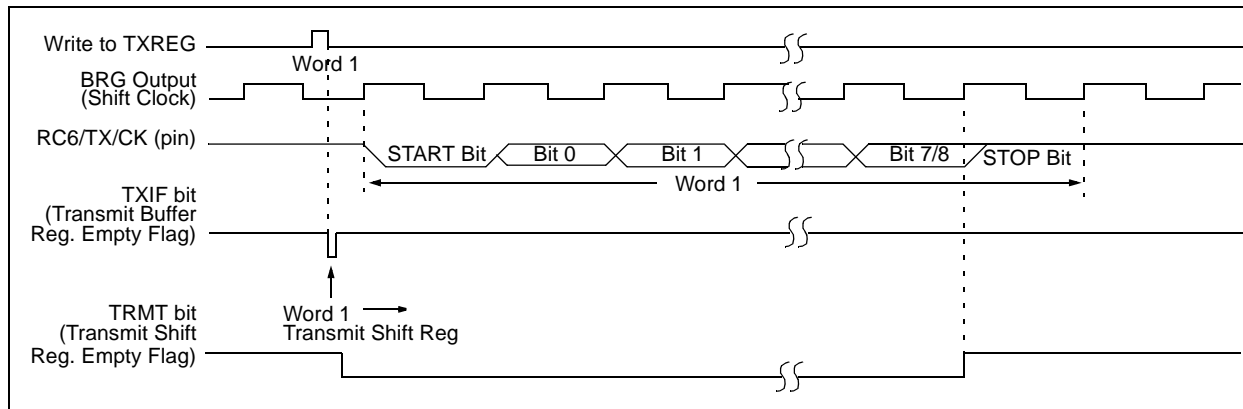 Write to TXREG
Word 1
BRG Output
(Shift Clock)
RC6/TX/CK (pin)
START Bit
Bit 0
Bit 1
Bit 7/8
STOP Bit
Word 1
TXIF bit
(Transmit Buffer
Reg. Empty Flag)
Word 1
Transmit Shift Reg
TRMT bit
(Transmit Shift
Reg. Empty Flag)